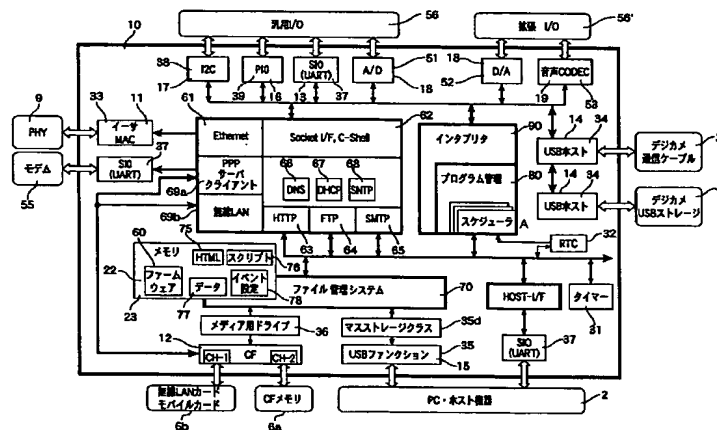 汎用I/O
56
拡張 I/O
56'
10
38
I2C
17
PIO
39
16
SIO
(UART)
13
37
A/D
51
18
18
52
D/A
音声CODEC
19
53
9
PHY
33
11
イーサ
MAC
モデム
55
SIO
(UART)
37
61
62
Ethernet
Socket I/F, C-Shell
PPP
サーバ
クライアント
69a
66
DNS
67
DHCP
68
SMTP
無線LAN
69b
HTTP
FTP
SMTP
63
64
65
インタプリタ
90
プログラム管理
80
スケジューラ
A
14
34
USBホスト
デジカメ
通信ケーブル
14
34
USBホスト
デジカメ
USBストレージ
RTC
32
75
60
メモリ
HTML
スクリプト
76
ファーム
ウェア
データ
77
イベント
設定
78
22
23
ファイル管理システム
70
メディア用ドライブ
36
マスストレージクラス
35d
USBファンクション
35
15
HOST-I/F
タイマー
31
SIO
(UART)
37
12
CH-1
CF
CH-2
無線LANカード
モバイルカード
6b
CFメモリ
6a
PC・ホスト機器
2